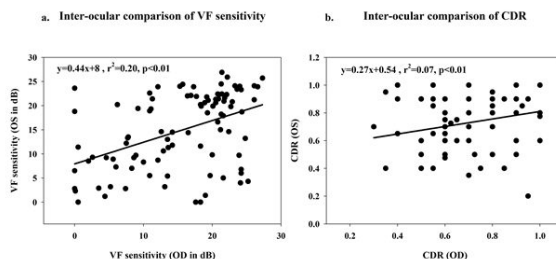 a. Inter-ocular comparison of VF sensitivity
y=0.44x+8 , r²=0.20, p<0.01
VF sensitivity (OS in dB)
30
25
20
15
10
5
0
0 10 20 30
VF sensitivity (OD in dB)
b. Inter-ocular comparison of CDR
y=0.27x+0.54 , r²=0.07, p<0.01
CDR (OS)
1.2
1.0
0.8
0.6
0.4
0.2
0.0
0.2 0.4 0.6 0.8 1.0
CDR (OD)